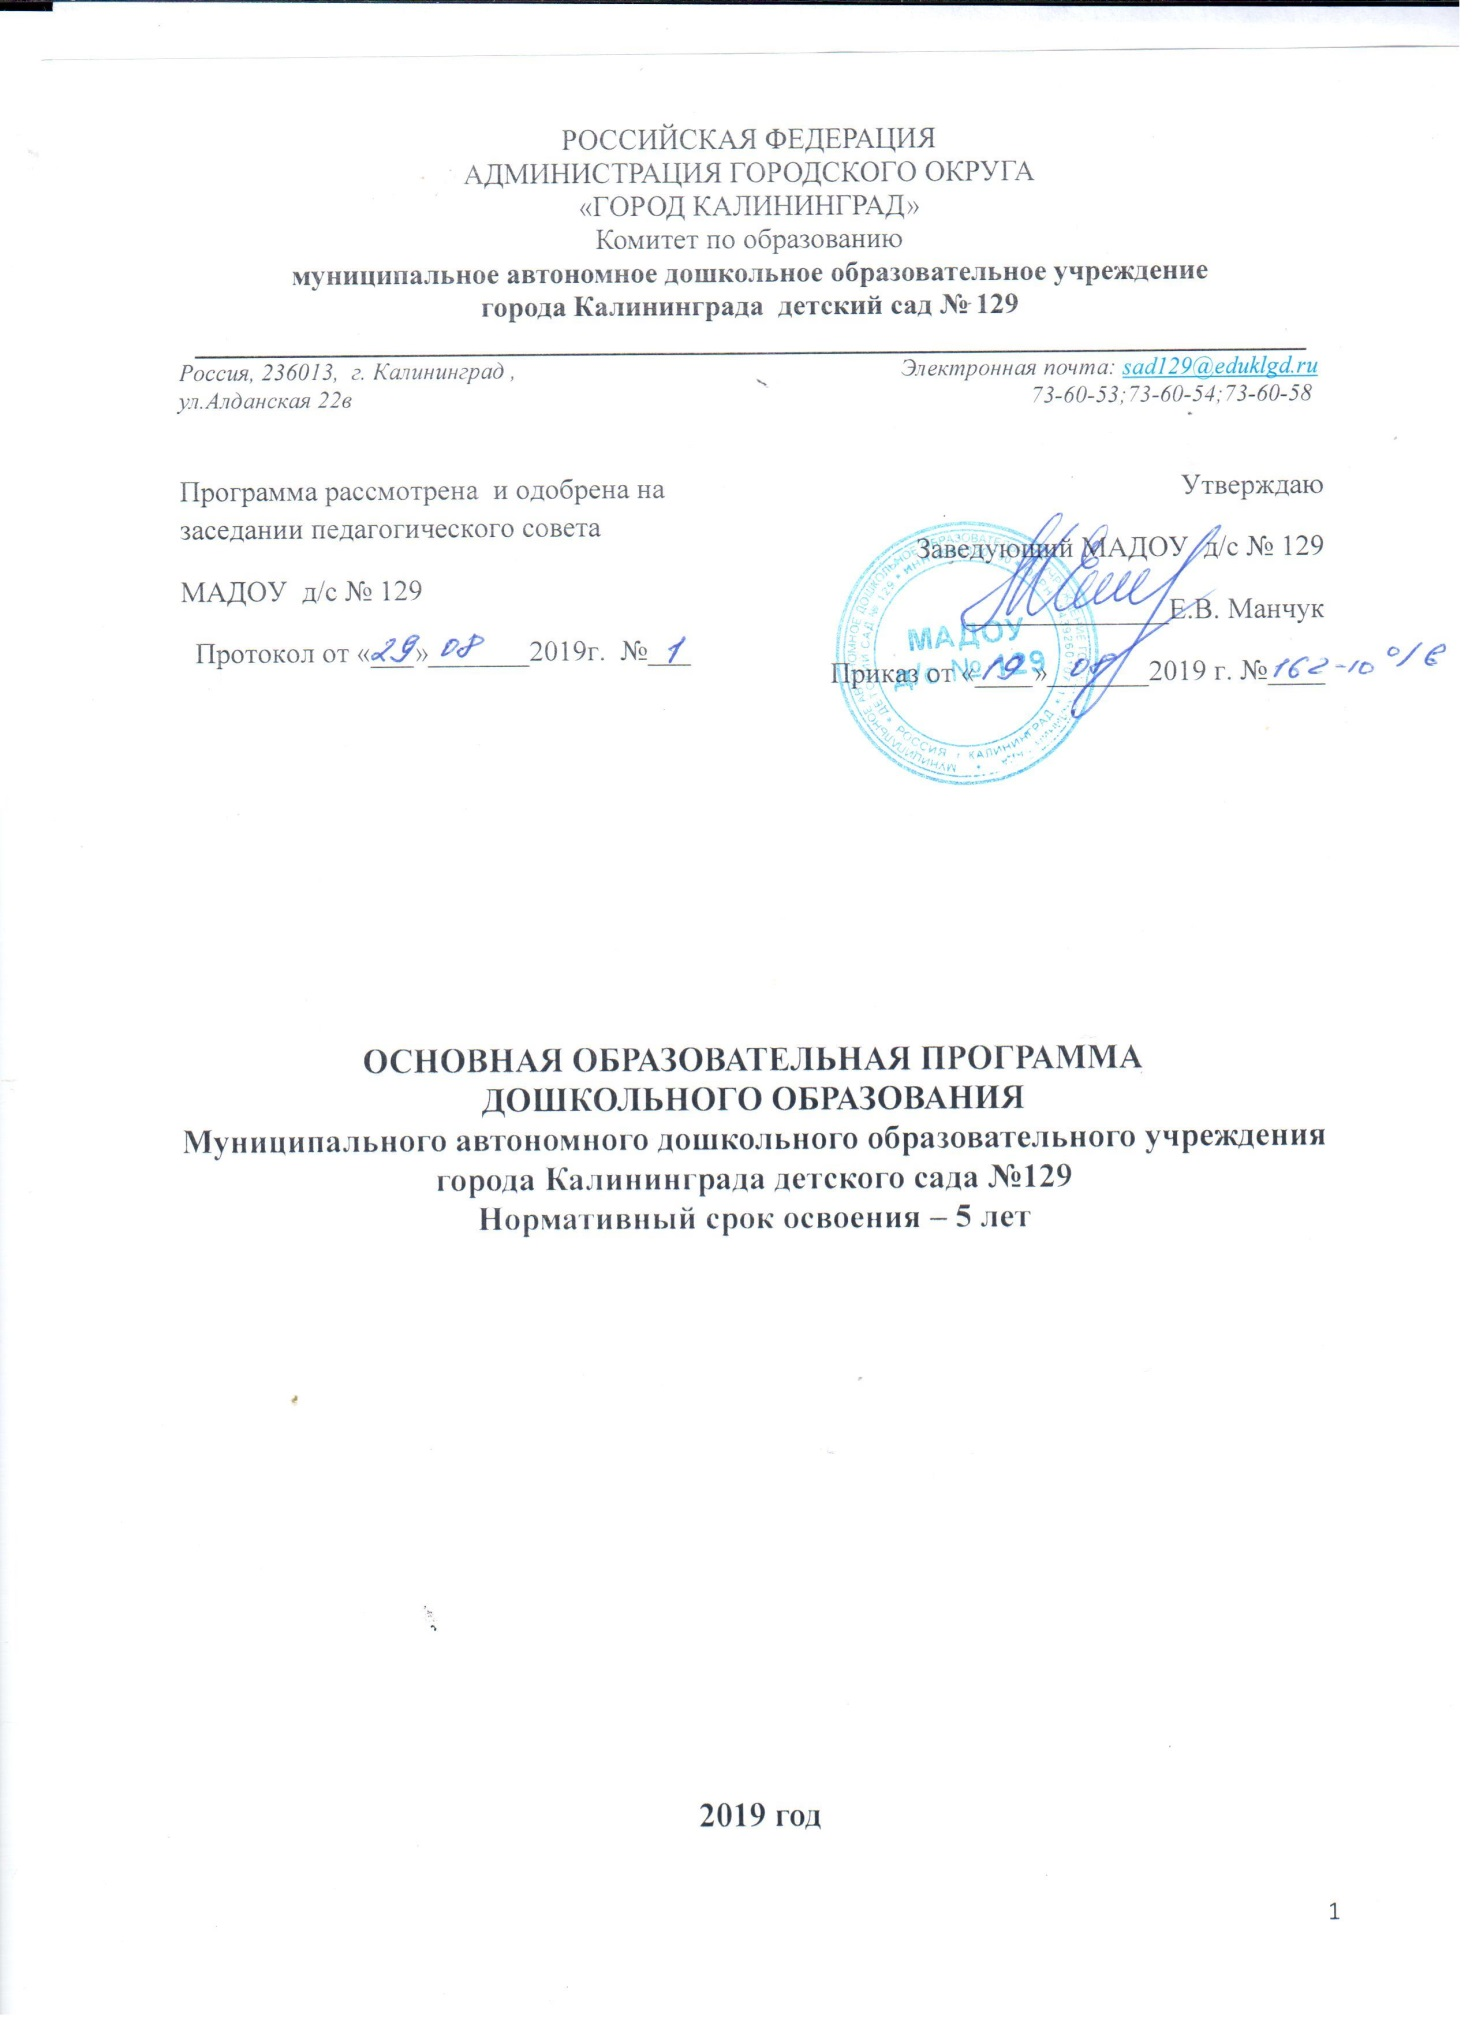 РОССИЙСКАЯ ФЕДЕРАЦИЯ
АДМИНИСТРАЦИЯ ГОРОДСКОГО ОКРУГА
«ГОРОД КАЛИНИНГРАД»
Комитет по образованию
муниципальное автономное дошкольное образовательное учреждение
города Калининграда детский сад № 129
Россия, 236013, г. Калининград ,
ул.Алданская 22в
Электронная почта: sad129@eduklgd.ru
73-60-53;73-60-54;73-60-58
Программа рассмотрена и одобрена на
заседании педагогического совета
МАДОУ д/с № 129
Протокол от «29» 08 2019г. № 1
Утверждаю
Заведующий МАДОУ д/с № 129
Е.В. Манчук
Приказ от «19» 08 2019 г. № 162-10 о/в
МАДОУ
д/с № 129
РОССИЯ г КАЛИНИНГРАД
ОСНОВНАЯ ОБРАЗОВАТЕЛЬНАЯ ПРОГРАММА
ДОШКОЛЬНОГО ОБРАЗОВАНИЯ
Муниципального автономного дошкольного образовательного учреждения
города Калининграда детского сада №129
Нормативный срок освоения – 5 лет
2019 год
1